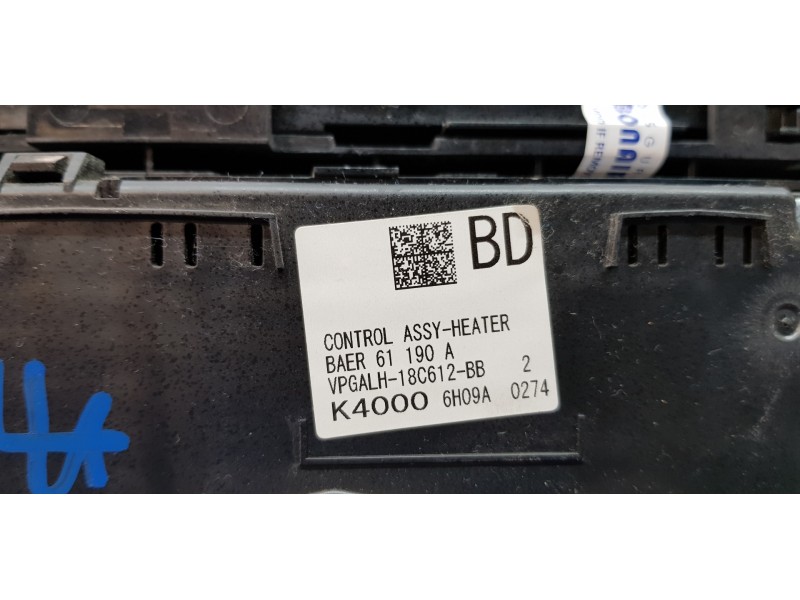 BD
CONTROL ASSY-HEATER
BAER 61 190 A
VPGALH-18C612-BB 2
K4000 6H09A 0274